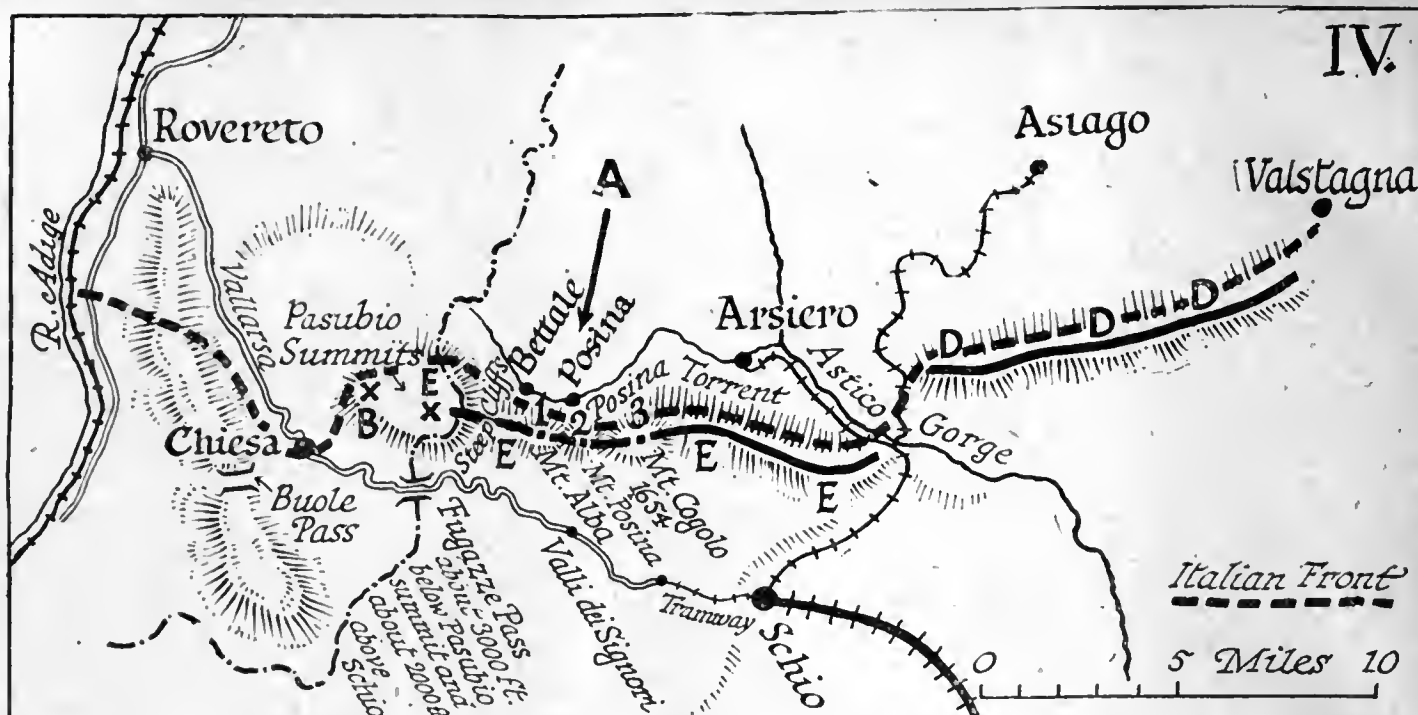 IV.
Rovereto
Asiago
Valstagna
A
R. Adige
Vallarsa
Pasubio
Summits
Bettale
Posina
Arsiero
Astico
Posina Torrent
Gorge
D
D
D
E
X
X
B
1
2
3
Steep Cliffs
E
E
E
Chiesa
Buole
Pass
Mt. Alba
Mt. Posina
Mt. Cogolo
1654
Fugazze Pass
about 3000 ft.
below Pasubio
summit and
about 2000 ft
above
Schio
Valli dei Signori
Tramway
Schio
Italian Front
0 5 Miles 10